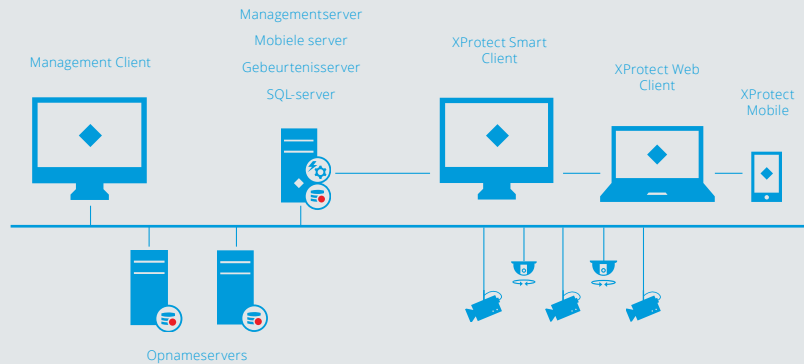 Management Client
Managementserver
Mobiele server
Gebeurtenisserver
SQL-server
XProtect Smart
Client
XProtect Web
Client
XProtect
Mobile
Opnameservers